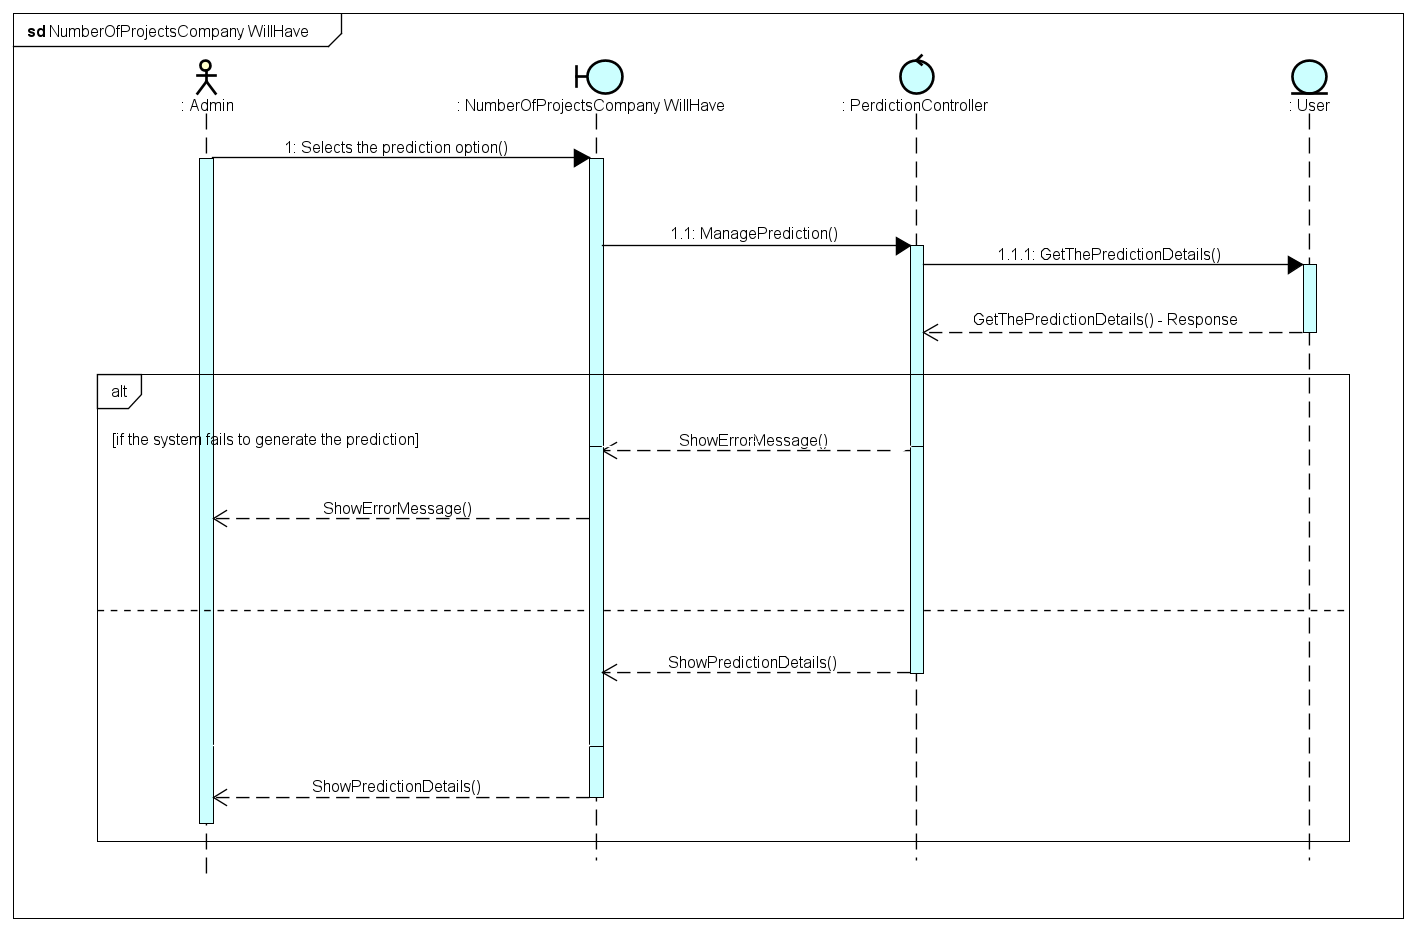 sd NumberOfProjectsCompany WillHave
: Admin
: NumberOfProjectsCompany WillHave
: PerdictionController
: User
1: Selects the prediction option()
1.1: ManagePrediction()
1.1.1: GetThePredictionDetails()
GetThePredictionDetails() - Response
alt
[if the system fails to generate the prediction]
ShowErrorMessage()
ShowErrorMessage()
ShowPredictionDetails()
ShowPredictionDetails()